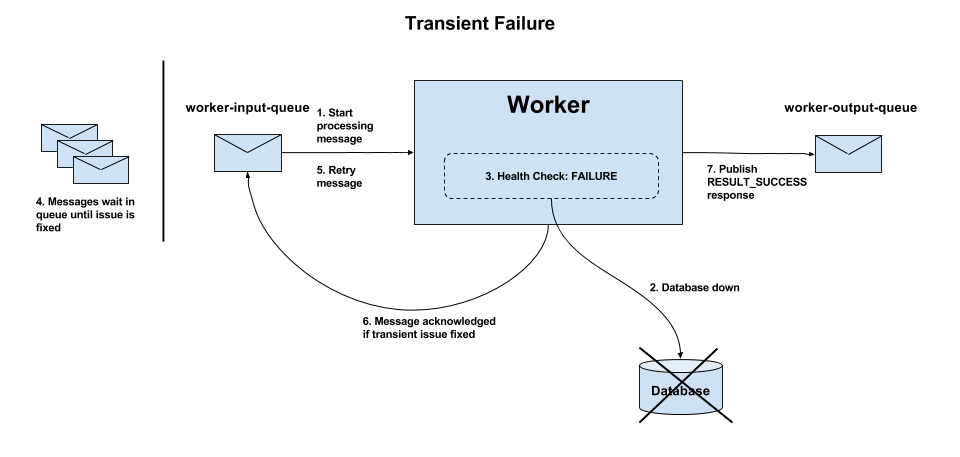 Transient Failure
worker-input-queue
1. Start
processing
message
Worker
worker-output-queue
5. Retry
message
3. Health Check: FAILURE
7. Publish
RESULT_SUCCESS
response
4. Messages wait in
queue until issue is
fixed
2. Database down
6. Message acknowledged
if transient issue fixed
Database